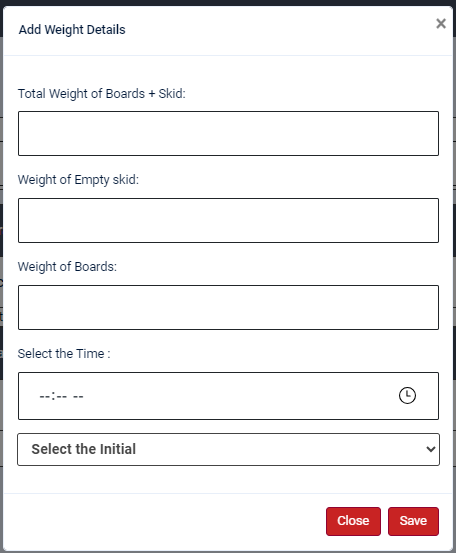 Add Weight Details
×
Total Weight of Boards + Skid:
Weight of Empty skid:
Weight of Boards:
Select the Time :
--:-- --
Select the Initial
Close Save